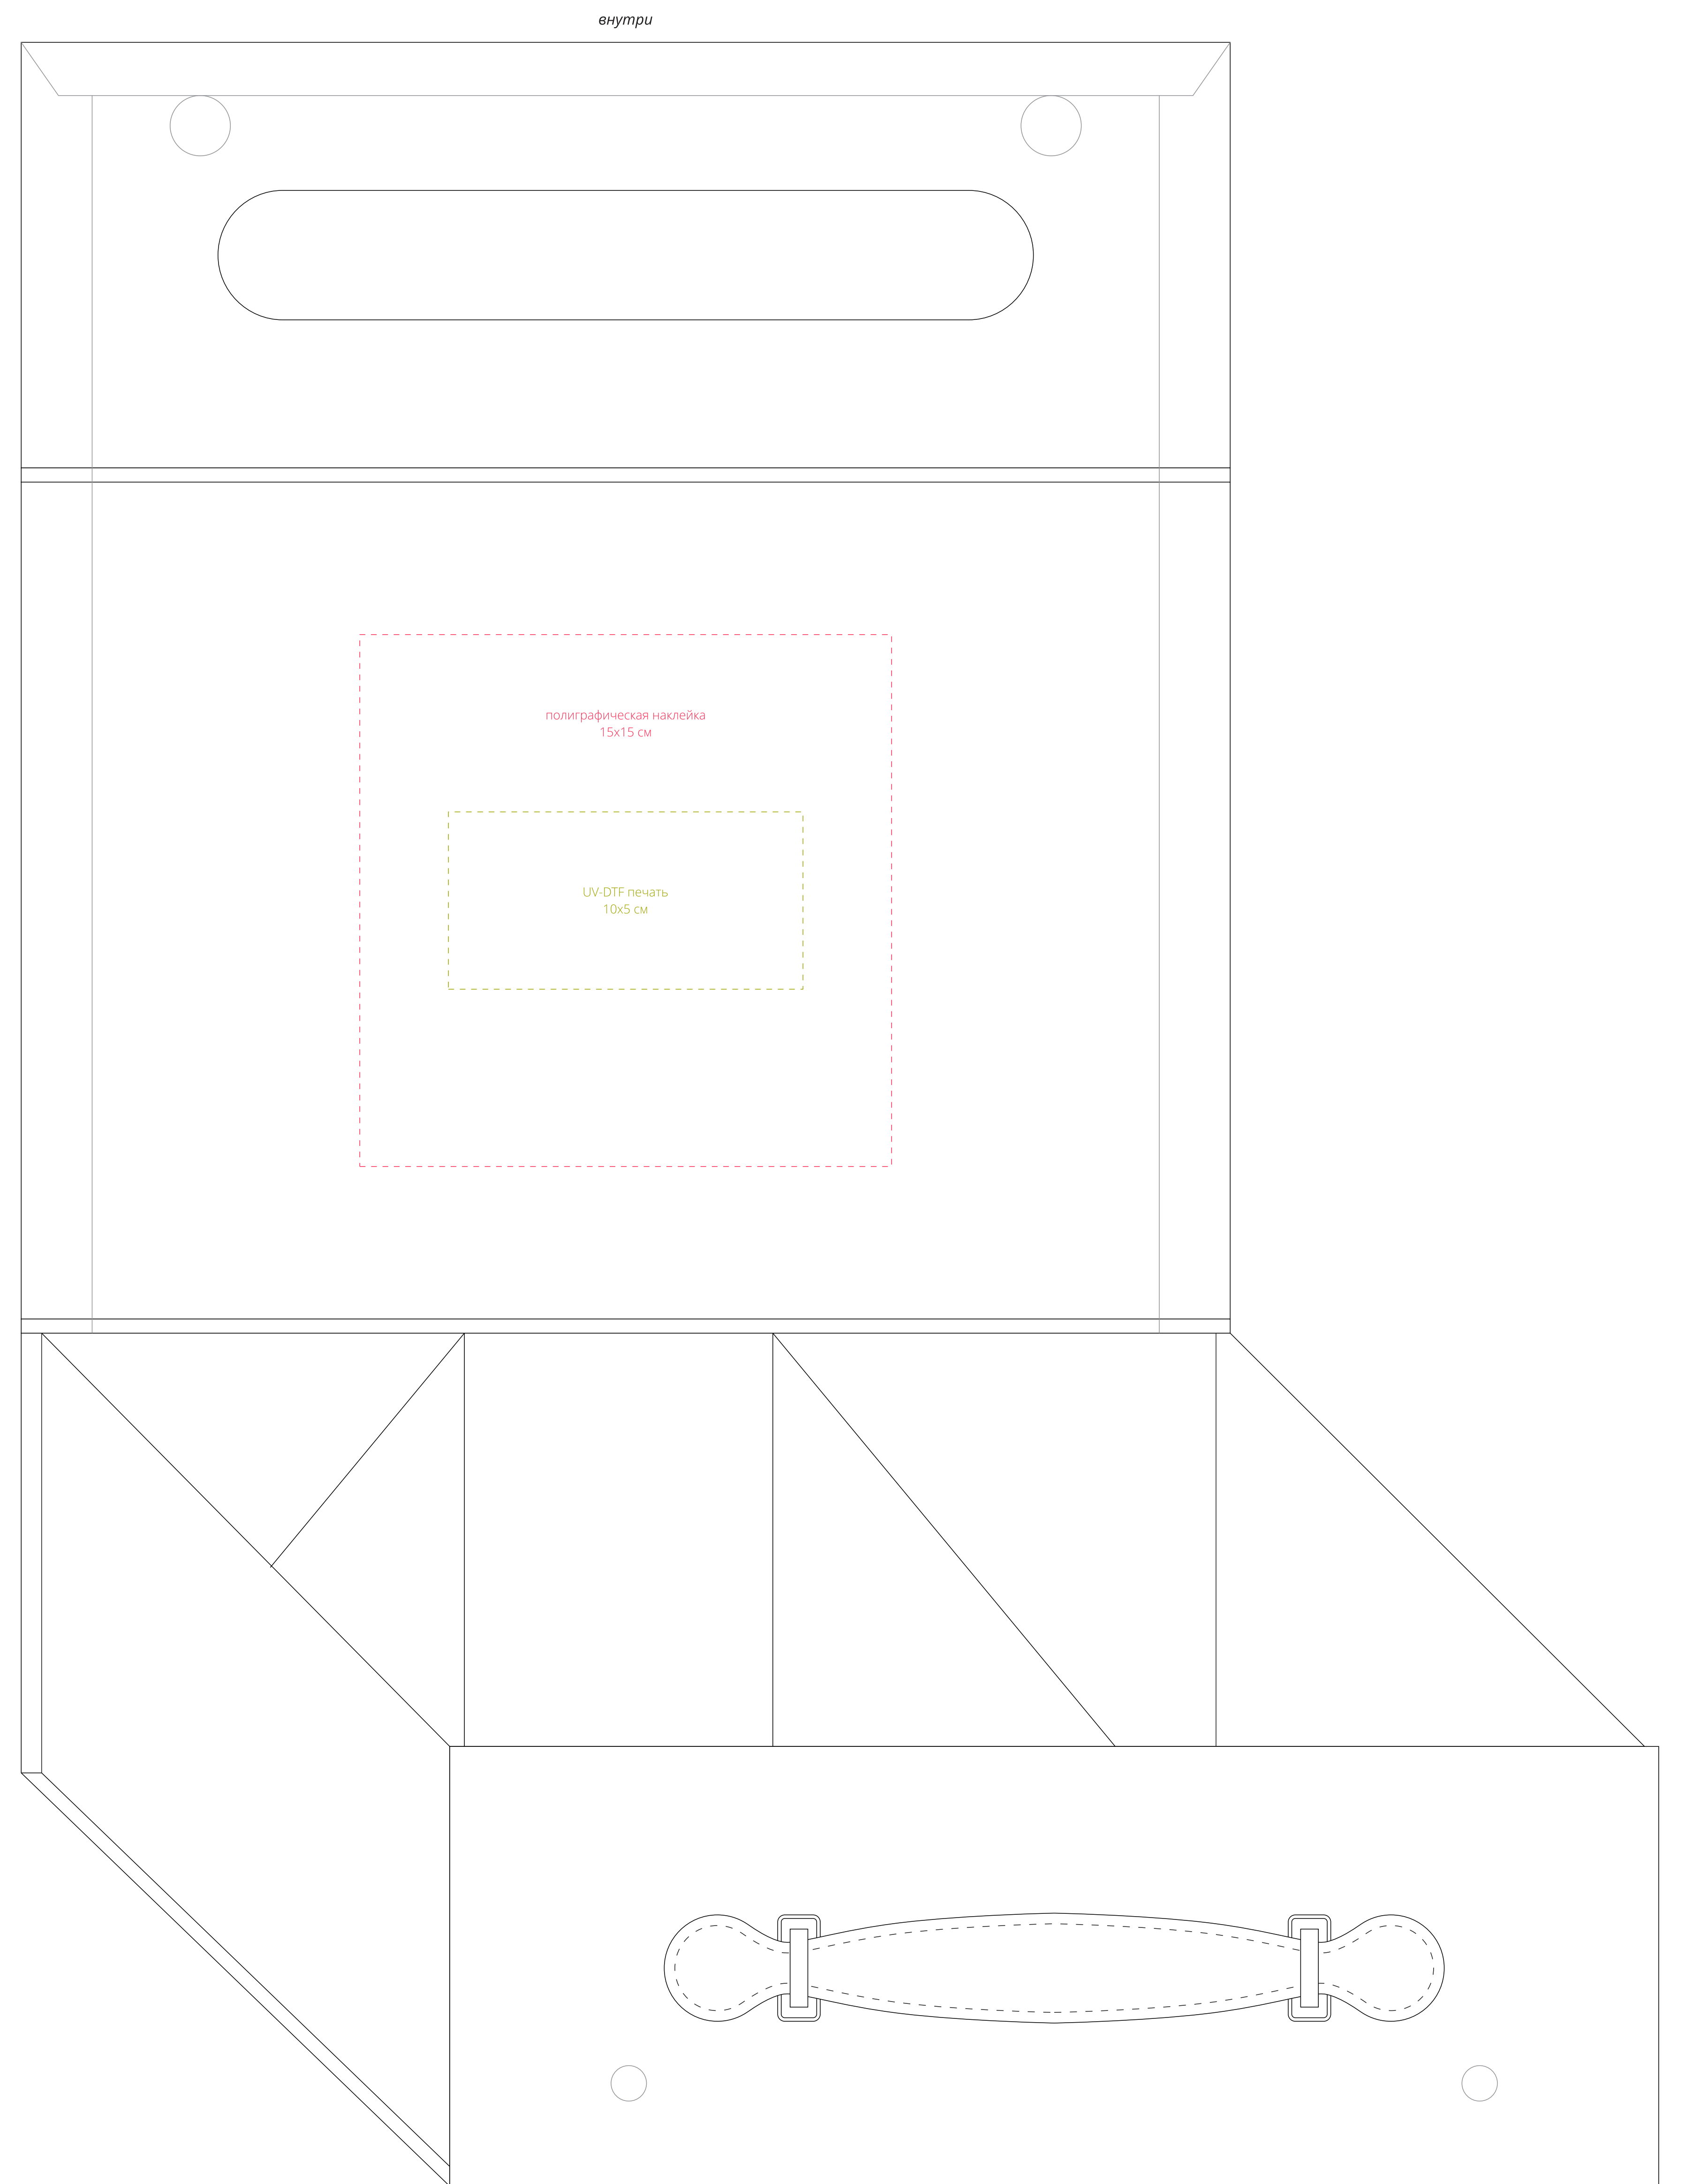 внутри
полиграфическая наклейка
15х15 см
UV-DTF печать
10х5 см